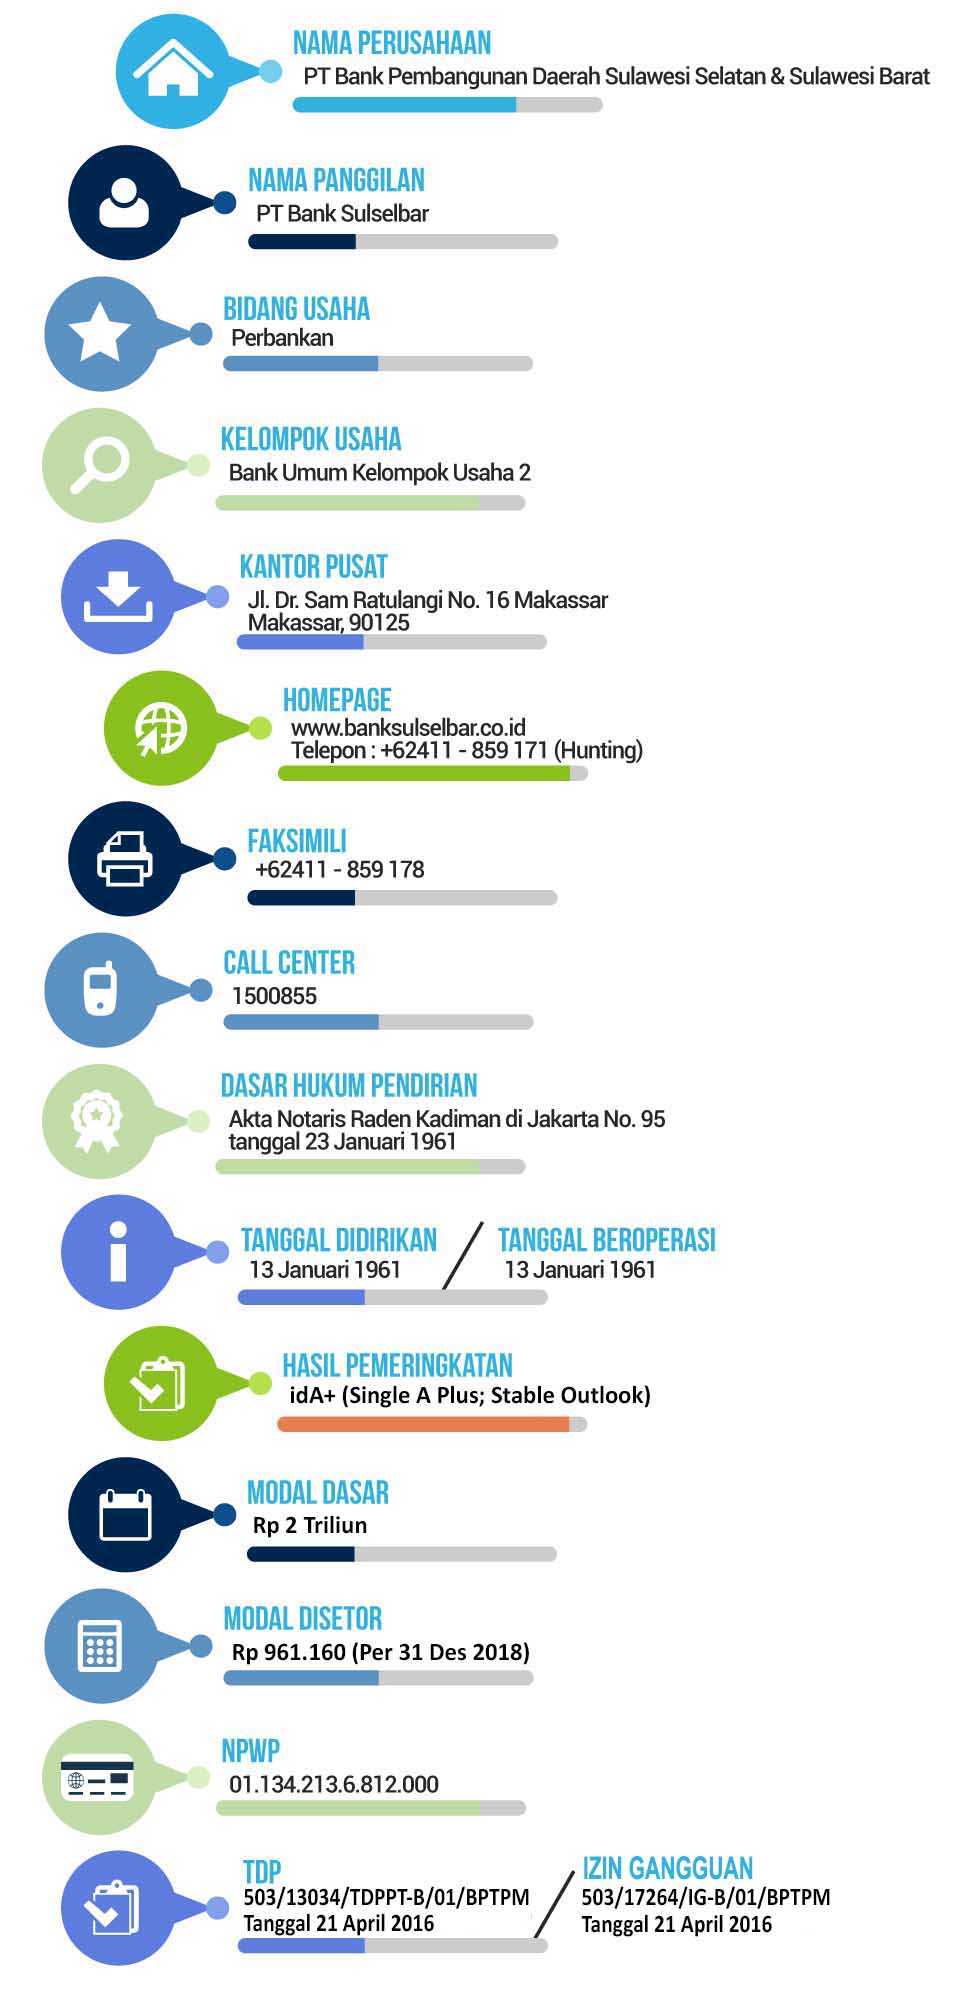 NAMA PERUSAHAAN
PT Bank Pembangunan Daerah Sulawesi Selatan & Sulawesi Barat
NAMA PANGGILAN
PT Bank Sulselbar
BIDANG USAHA
Perbankan
KELOMPOK USAHA
Bank Umum Kelompok Usaha 2
KANTOR PUSAT
Jl. Dr. Sam Ratulangi No. 16 Makassar
Makassar, 90125
HOMEPAGE
www.banksulselbar.co.id
Telepon : +62411 - 859 171 (Hunting)
FAKSIMILI
+62411 - 859 178
CALL CENTER
1500855
DASAR HUKUM PENDIRIAN
Akta Notaris Raden Kadiman di Jakarta No. 95
tanggal 23 Januari 1961
TANGGAL DIDIRIKAN / TANGGAL BEROPERASI
13 Januari 1961 13 Januari 1961
HASIL PEMERINGKATAN
idA+ (Single A Plus; Stable Outlook)
MODAL DASAR
Rp 2 Triliun
MODAL DISETOR
Rp 961.160 (Per 31 Des 2018)
NPWP
01.134.213.6.812.000
TDP
503/13034/TDPPT-B/01/BPTPM
Tanggal 21 April 2016
IZIN GANGGUAN
503/17264/IG-B/01/BPTPM
Tanggal 21 April 2016